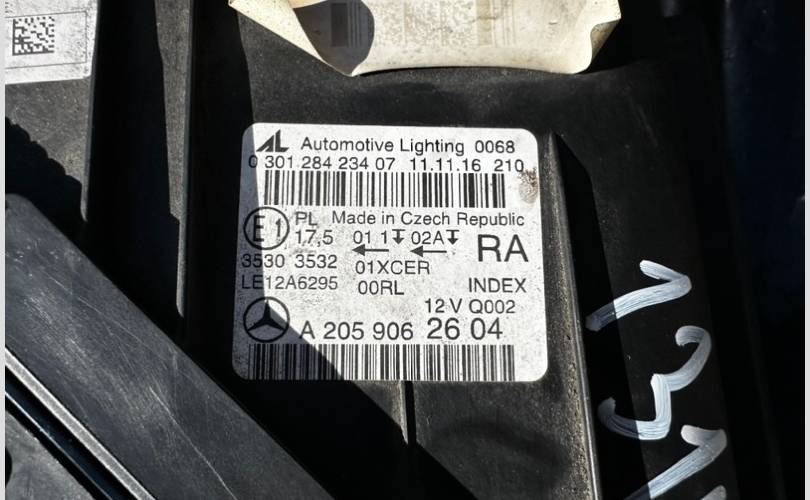 AL Automotive Lighting 0068
0 301 284 234 07 11.11.16 210
E1 PL Made in Czech Republic
17,5 01 1 02A RA
3530 3532 01XCER
LE12A6295 00RL INDEX
12 V Q002
A 205 906 26 04
131